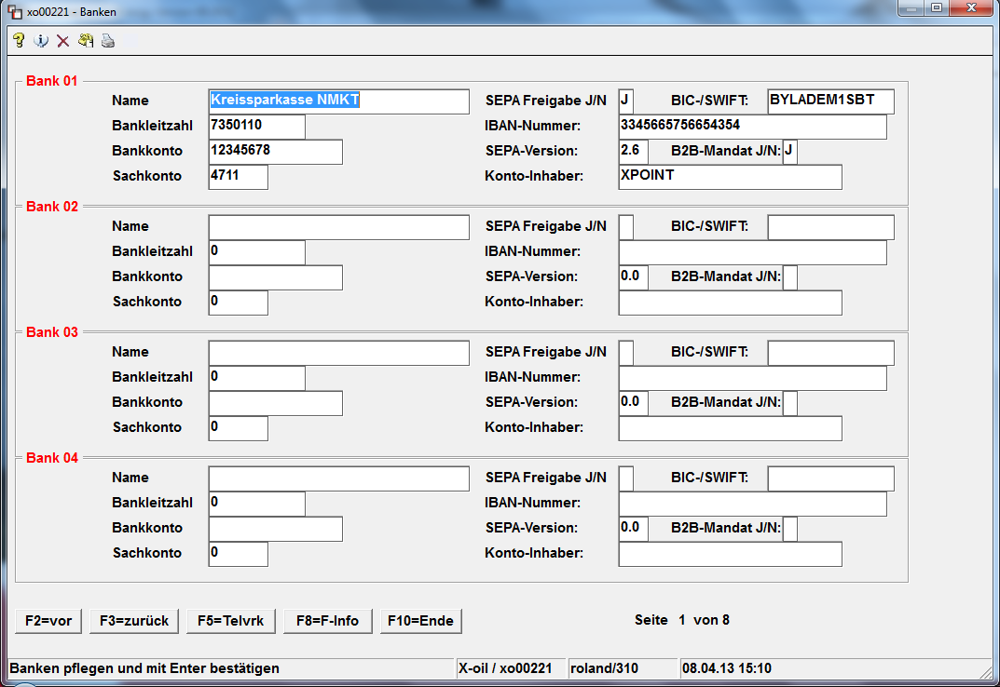 xo00221 - Banken
Bank 01
Name Kreissparkasse NMKT SEPA Freigabe J/N J BIC-/SWIFT: BYLADEM1SBT
Bankleitzahl 7350110 IBAN-Nummer: 3345665756654354
Bankkonto 12345678 SEPA-Version: 2.6 B2B-Mandat J/N: J
Sachkonto 4711 Konto-Inhaber: XPOINT
Bank 02
Name SEPA Freigabe J/N BIC-/SWIFT:
Bankleitzahl 0 IBAN-Nummer:
Bankkonto SEPA-Version: 0.0 B2B-Mandat J/N:
Sachkonto 0 Konto-Inhaber:
Bank 03
Name SEPA Freigabe J/N BIC-/SWIFT:
Bankleitzahl 0 IBAN-Nummer:
Bankkonto SEPA-Version: 0.0 B2B-Mandat J/N:
Sachkonto 0 Konto-Inhaber:
Bank 04
Name SEPA Freigabe J/N BIC-/SWIFT:
Bankleitzahl 0 IBAN-Nummer:
Bankkonto SEPA-Version: 0.0 B2B-Mandat J/N:
Sachkonto 0 Konto-Inhaber:
F2=vor F3=zurück F5=Telvrk F8=F-Info F10=Ende Seite 1 von 8
Banken pflegen und mit Enter bestätigen X-oil / xo00221 roland/310 08.04.13 15:10